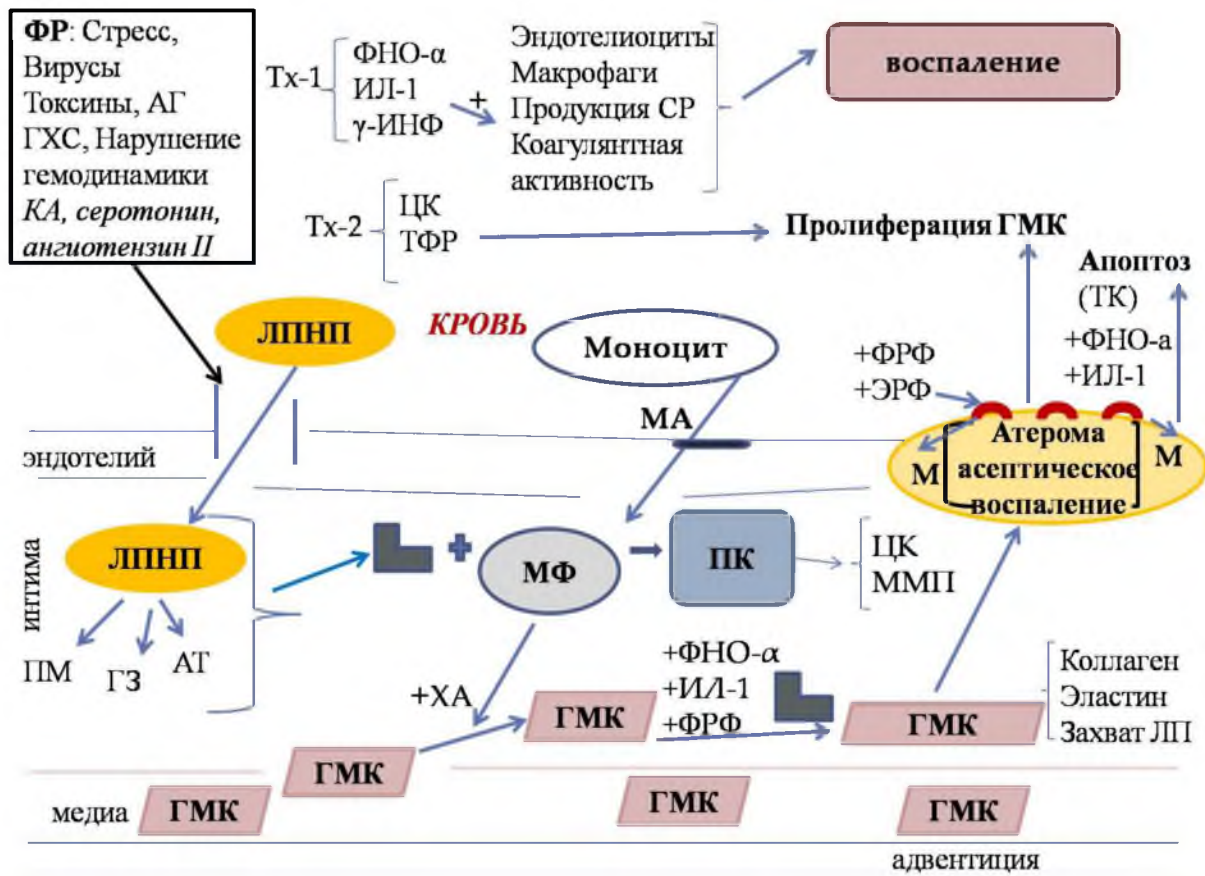 ФР: Стресс,
Вирусы
Токсины, АГ
ГХС, Нарушение
гемодинамики
КА, серотонин,
ангиотензин II
Тх-1
ФНО-α
ИЛ-1
γ-ИНФ
+
Эндотелиоциты
Макрофаги
Продукция СР
Коагулянтная
активность
воспаление
Тх-2
ЦК
ТФР
Пролиферация ГМК
Апоптоз
(ТК)
+ФНО-а
+ИЛ-1
ЛПНП
КРОВЬ
Моноцит
+ФРФ
+ЭРФ
МА
эндотелий
М
Атерома
асептическое
воспаление
М
интима
ЛПНП
ПМ
ГЗ
АТ
+
МФ
ПК
ЦК
ММП
+ХА
ГМК
+ФНО-α
+ИЛ-1
+ФРФ
ГМК
Коллаген
Эластин
Захват ЛП
ГМК
медиа
ГМК
ГМК
ГМК
адвентиция